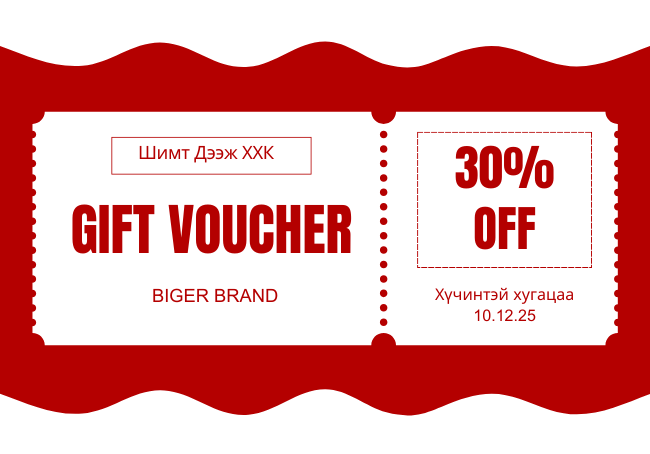 Шимт Дээж ХХК
GIFT VOUCHER
BIGER BRAND
30%
OFF
Хүчинтэй хугацаа
10.12.25